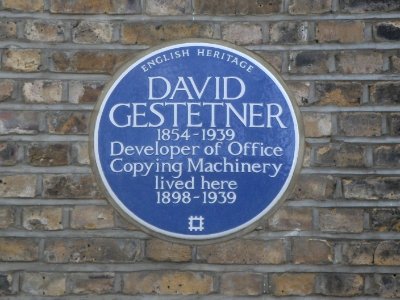 ENGLISH HERITAGE
DAVID
GESTETNER
1854-1939
Developer of Office
Copying Machinery
lived here
1898-1939